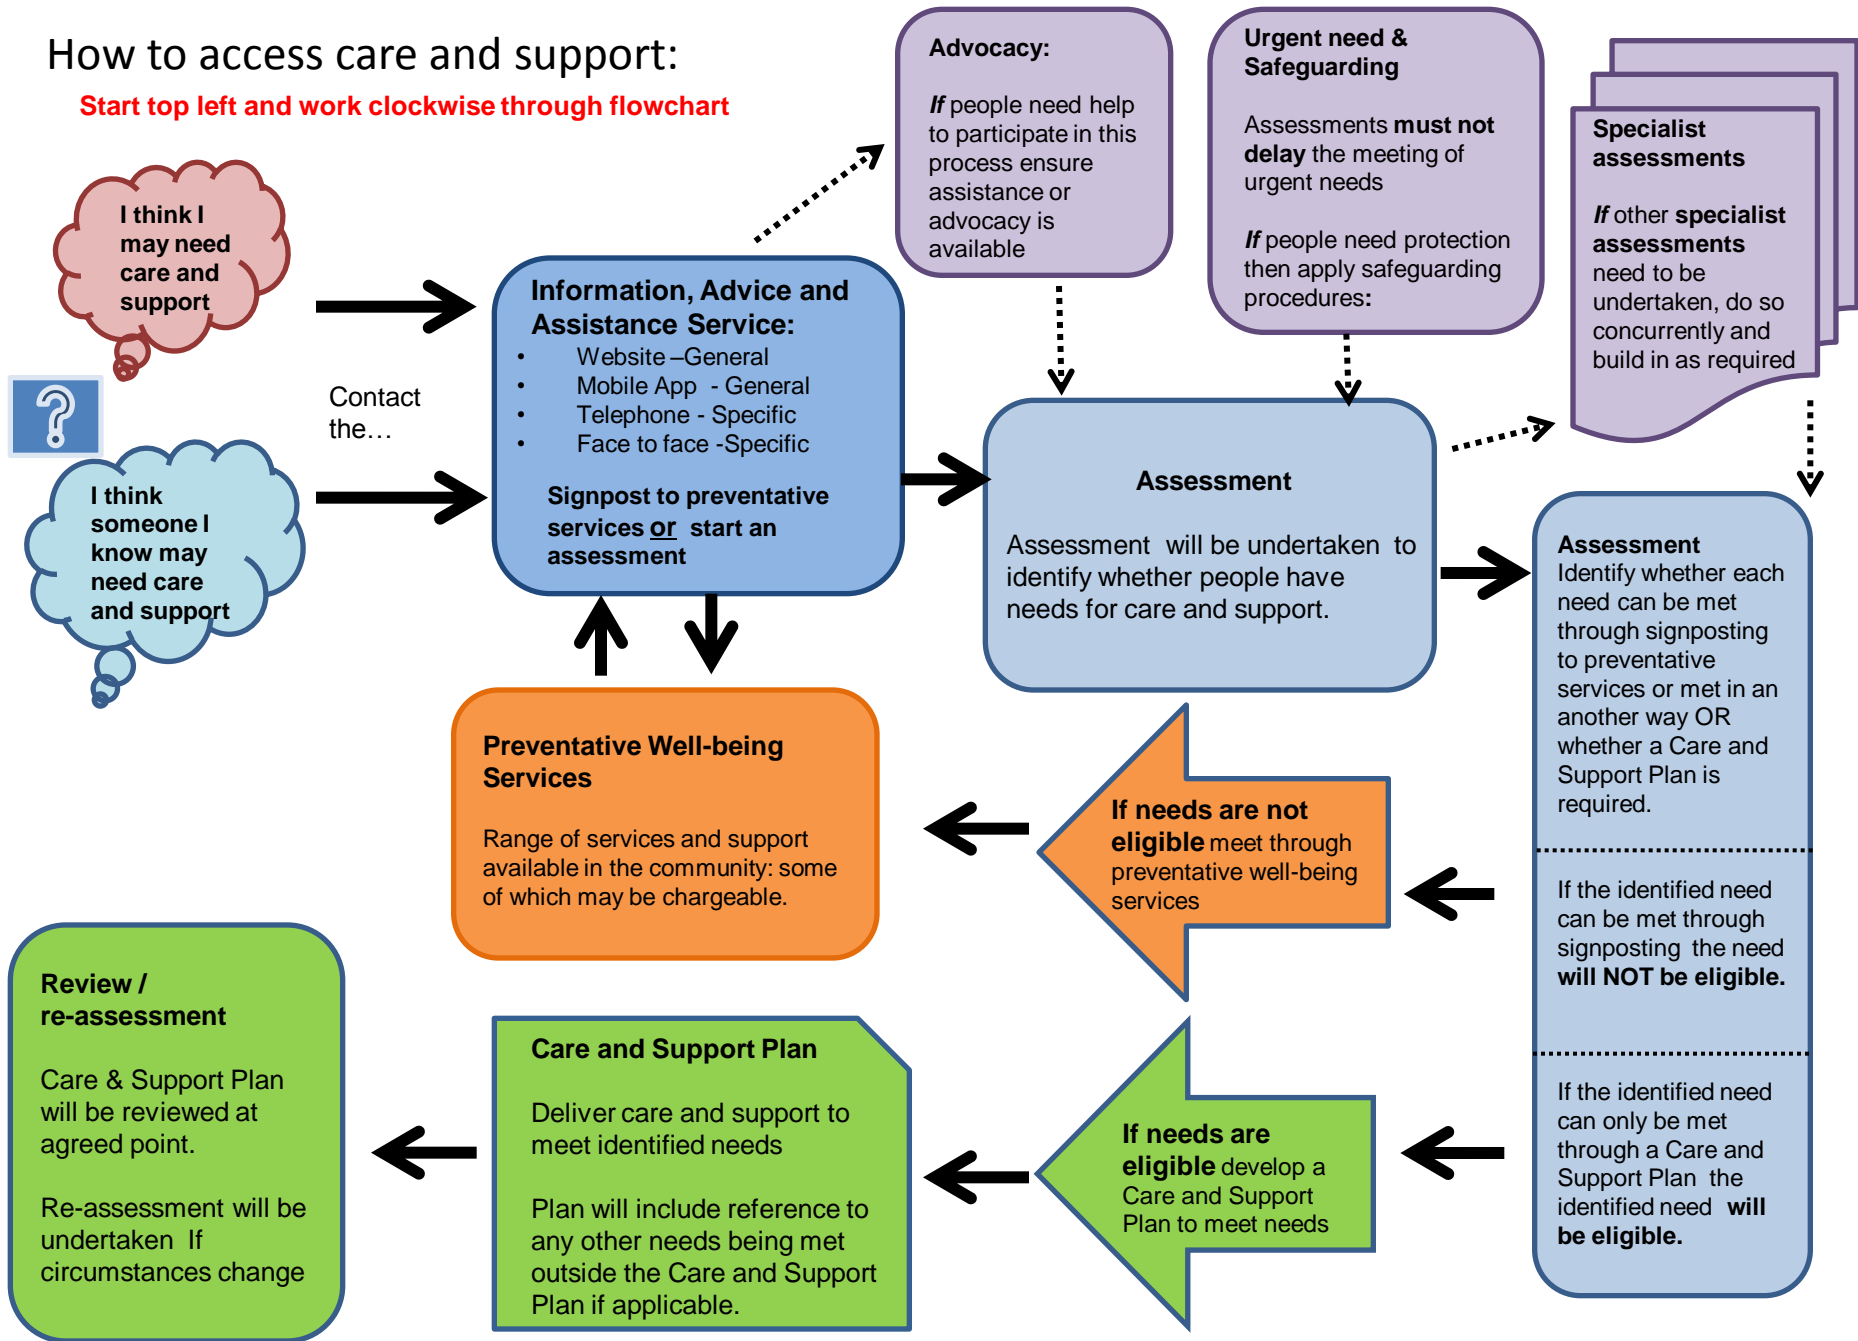 How to access care and support:
Start top left and work clockwise through flowchart
I think I
may need
care and
support
?
I think
someone I
know may
need care
and support
Contact
the…
Information, Advice and
Assistance Service:
• Website –General
• Mobile App - General
• Telephone - Specific
• Face to face -Specific
Signpost to preventative
services or start an
assessment
Advocacy:
If people need help
to participate in this
process ensure
assistance or
advocacy is
available
Urgent need &
Safeguarding
Assessments must not
delay the meeting of
urgent needs
If people need protection
then apply safeguarding
procedures:
Specialist
assessments
If other specialist
assessments
need to be
undertaken, do so
concurrently and
build in as required
Assessment
Assessment will be undertaken to
identify whether people have
needs for care and support.
Assessment
Identify whether each
need can be met
through signposting
to preventative
services or met in an
another way OR
whether a Care and
Support Plan is
required.
If the identified need
can be met through
signposting the need
will NOT be eligible.
If the identified need
can only be met
through a Care and
Support Plan the
identified need will
be eligible.
If needs are not
eligible meet through
preventative well-being
services
Preventative Well-being
Services
Range of services and support
available in the community: some
of which may be chargeable.
If needs are
eligible develop a
Care and Support
Plan to meet needs
Care and Support Plan
Deliver care and support to
meet identified needs
Plan will include reference to
any other needs being met
outside the Care and Support
Plan if applicable.
Review /
re-assessment
Care & Support Plan
will be reviewed at
agreed point.
Re-assessment will be
undertaken If
circumstances change